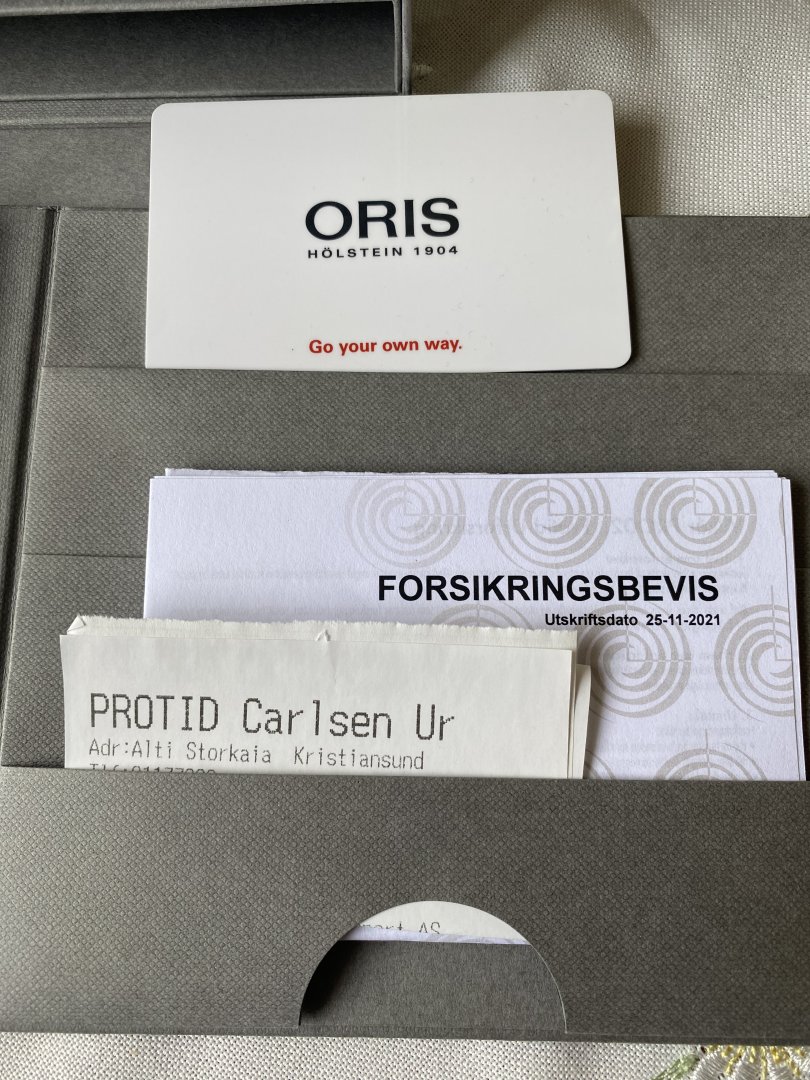 ORIS
HÖLSTEIN 1904
Go your own way.
FORSIKRINGSBEVIS
Utskriftsdato 25-11-2021
PROTID Carlsen Ur
Adr:Alti Storkaia Kristiansund
AS